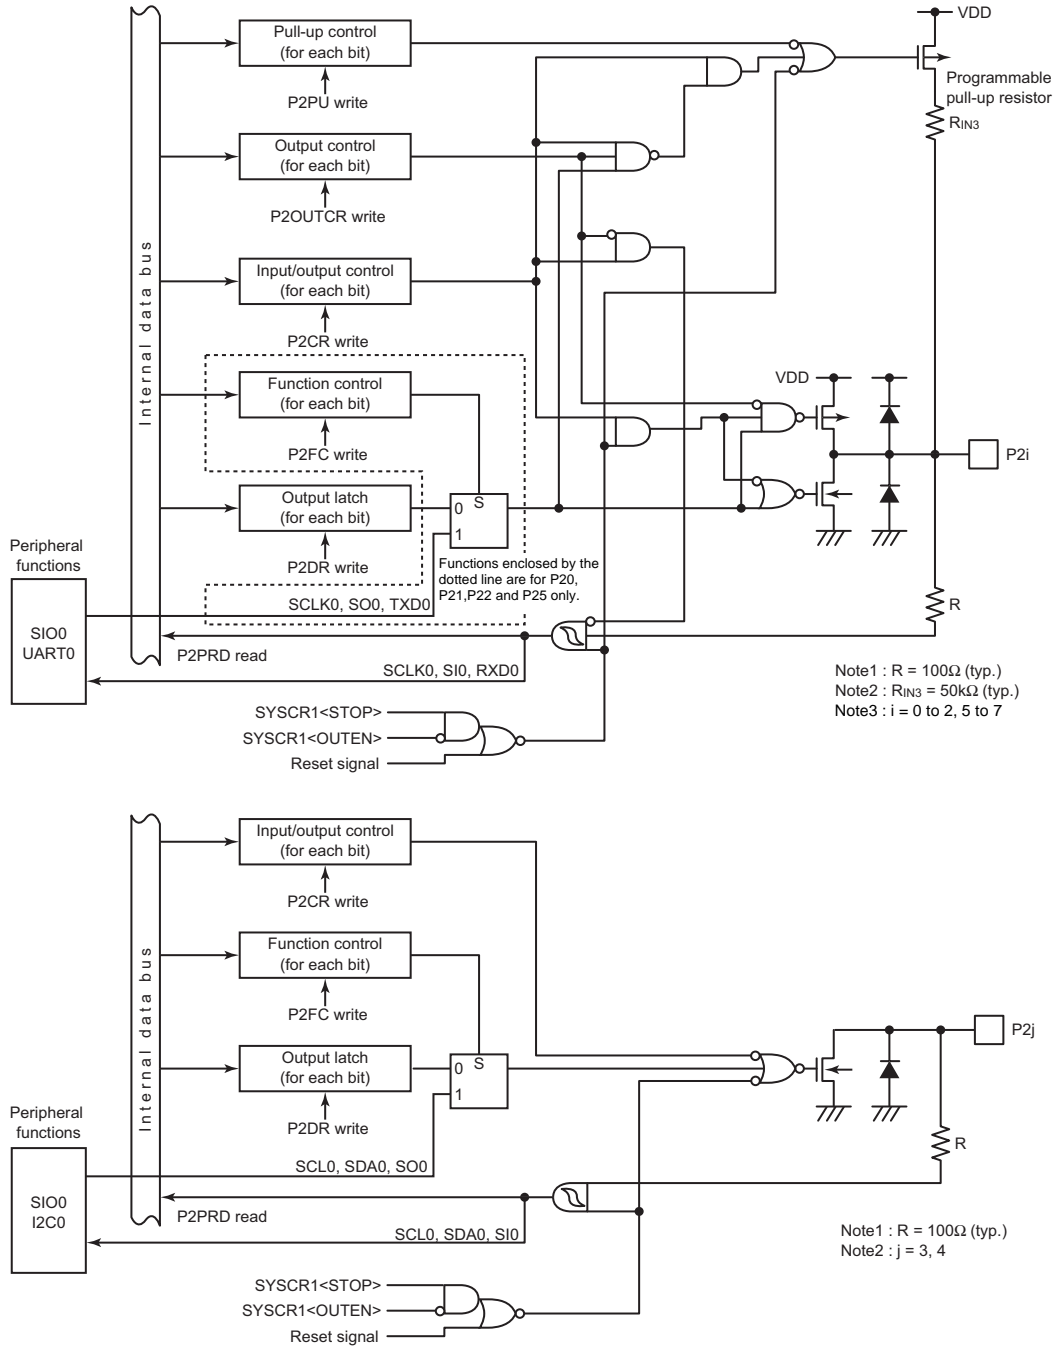 VDD
Pull-up control
(for each bit)
Programmable
pull-up resistor
P2PU write
RIN3
Output control
(for each bit)
P2OUTCR write
Internal data bus
Input/output control
(for each bit)
P2CR write
Function control
(for each bit)
VDD
P2FC write
P2i
Output latch
(for each bit)
0 S
1
Peripheral
functions
P2DR write
Functions enclosed by the
dotted line are for P20,
P21,P22 and P25 only.
SCLK0, SO0, TXD0
R
SIO0
UART0
P2PRD read
SCLK0, SI0, RXD0
Note1 : R = 100Ω (typ.)
Note2 : RIN3 = 50kΩ (typ.)
Note3 : i = 0 to 2, 5 to 7
SYSCR1<STOP>
SYSCR1<OUTEN>
Reset signal
Input/output control
(for each bit)
P2CR write
Internal data bus
Function control
(for each bit)
P2FC write
P2j
Output latch
(for each bit)
0 S
1
Peripheral
functions
P2DR write
R
SCL0, SDA0, SO0
SIO0
I2C0
P2PRD read
SCL0, SDA0, SI0
Note1 : R = 100Ω (typ.)
Note2 : j = 3, 4
SYSCR1<STOP>
SYSCR1<OUTEN>
Reset signal